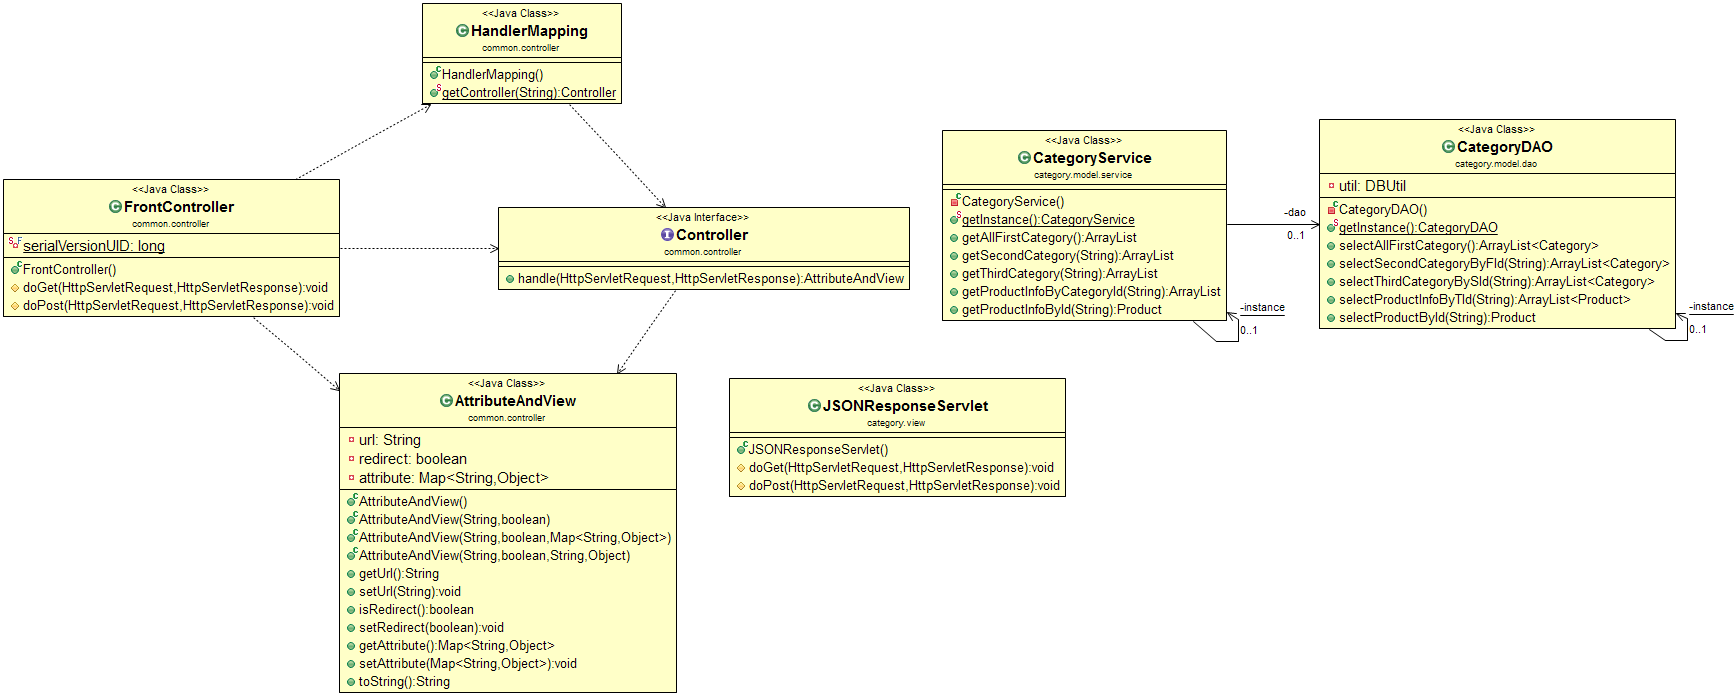 <<Java Class>>
HandlerMapping
common.controller
HandlerMapping()
getController(String):Controller
<<Java Class>>
FrontController
common.controller
serialVersionUID: long
FrontController()
doGet(HttpServletRequest,HttpServletResponse):void
doPost(HttpServletRequest,HttpServletResponse):void
<<Java Interface>>
Controller
common.controller
handle(HttpServletRequest,HttpServletResponse):AttributeAndView
<<Java Class>>
AttributeAndView
common.controller
url: String
redirect: boolean
attribute: Map<String,Object>
AttributeAndView()
AttributeAndView(String,boolean)
AttributeAndView(String,boolean,Map<String,Object>)
AttributeAndView(String,boolean,String,Object)
getUrl():String
setUrl(String):void
isRedirect():boolean
setRedirect(boolean):void
getAttribute():Map<String,Object>
setAttribute(Map<String,Object>):void
toString():String
<<Java Class>>
CategoryService
category.model.service
CategoryService()
getInstance():CategoryService
getAllFirstCategory():ArrayList
getSecondCategory(String):ArrayList
getThirdCategory(String):ArrayList
getProductInfoByCategoryId(String):ArrayList
getProductInfoById(String):Product
-instance
0..1
-dao
0..1
<<Java Class>>
CategoryDAO
category.model.dao
util: DBUtil
CategoryDAO()
getInstance():CategoryDAO
selectAllFirstCategory():ArrayList<Category>
selectSecondCategoryByFId(String):ArrayList<Category>
selectThirdCategoryBySId(String):ArrayList<Category>
selectProductInfoByTId(String):ArrayList<Product>
selectProductById(String):Product
-instance
0..1
<<Java Class>>
JSONResponseServlet
category.view
JSONResponseServlet()
doGet(HttpServletRequest,HttpServletResponse):void
doPost(HttpServletRequest,HttpServletResponse):void